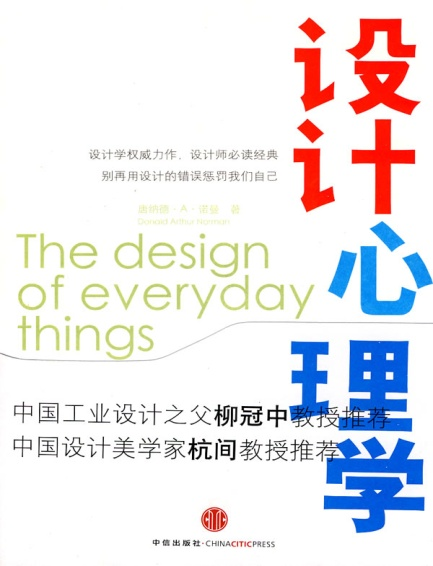 设计心理学
设计学权威力作，设计师必读经典
别再用设计的错误惩罚我们自己
唐纳德·A·诺曼 著
Donald Arthur Norman
The design
of everyday
things
中国工业设计之父柳冠中教授推荐
中国设计美学家杭间教授推荐
中信出版社·CHINACITICPRESS